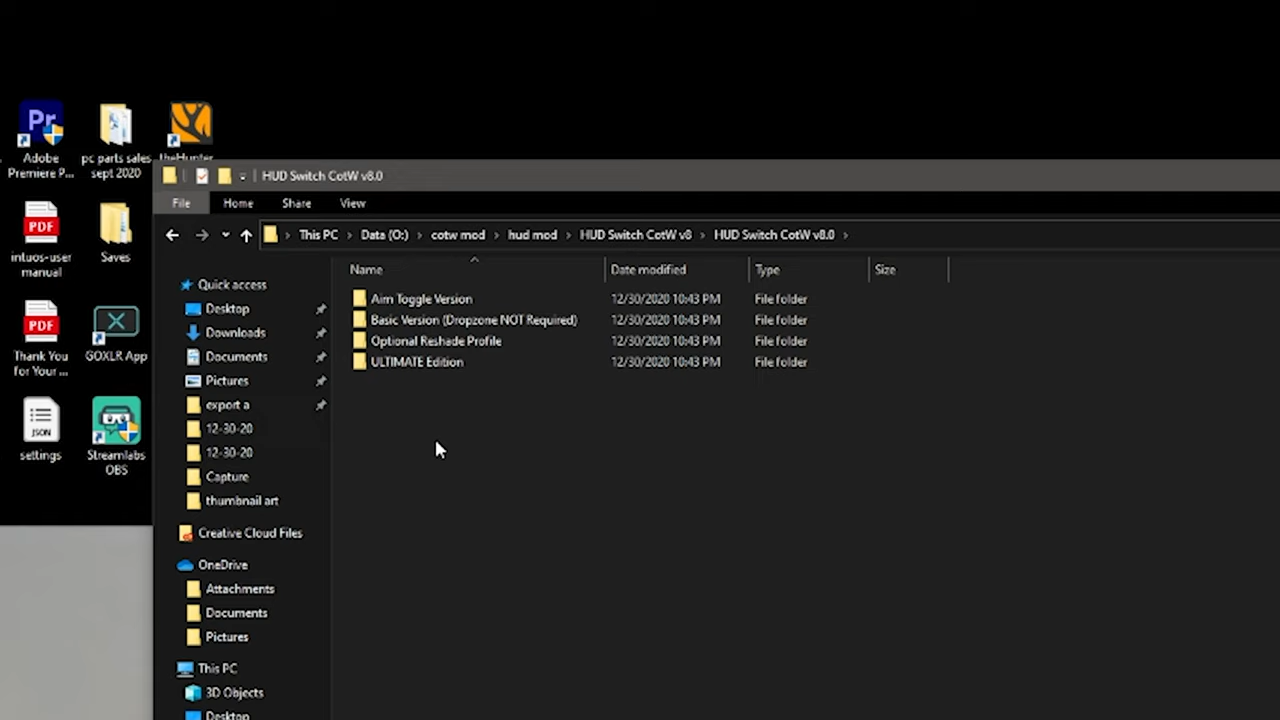 Pr
Adobe
Premiere P...
pc parts sales
sept 2020
theHunter
PDF
intuos-user
manual
Saves
PDF
Thank You
for Your ...
GOXLR App
JSON
settings
Streamlabs
OBS
HUD Switch CotW v8.0
File Home Share View
This PC > Data (O:) > cotw mod > hud mod > HUD Switch CotW v8 > HUD Switch CotW v8.0 >
Name Date modified Type Size
Aim Toggle Version 12/30/2020 10:43 PM File folder
Basic Version (Dropzone NOT Required) 12/30/2020 10:43 PM File folder
Optional Reshade Profile 12/30/2020 10:43 PM File folder
ULTIMATE Edition 12/30/2020 10:43 PM File folder
Quick access
Desktop
Downloads
Documents
Pictures
export a
12-30-20
12-30-20
Capture
thumbnail art
Creative Cloud Files
OneDrive
Attachments
Documents
Pictures
This PC
3D Objects
Desktop